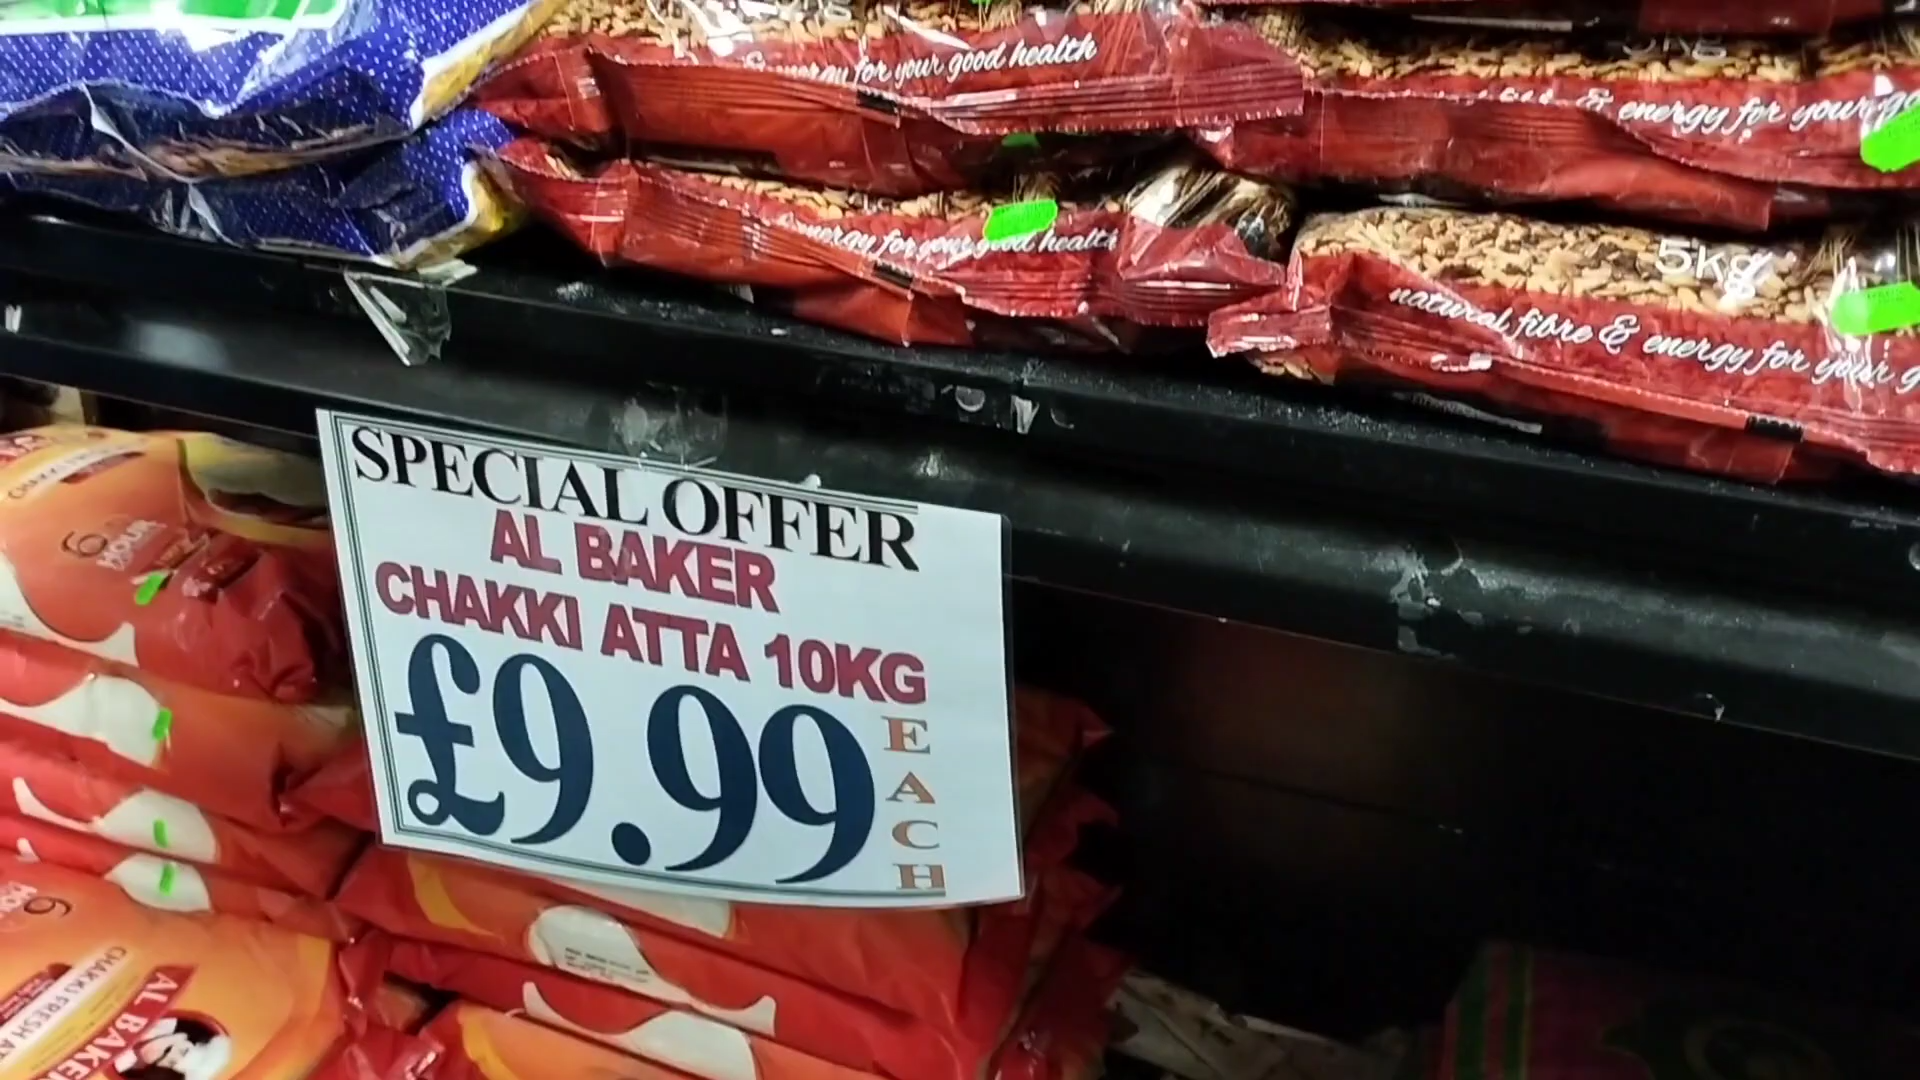 energy for your good health
5kg
& energy for your
energy for your good health
5kg
natural fibre & energy for your
SPECIAL OFFER
AL BAKER
CHAKKI ATTA 10KG
£9.99
EACH
AL BAKER
CHAKKI FRESH